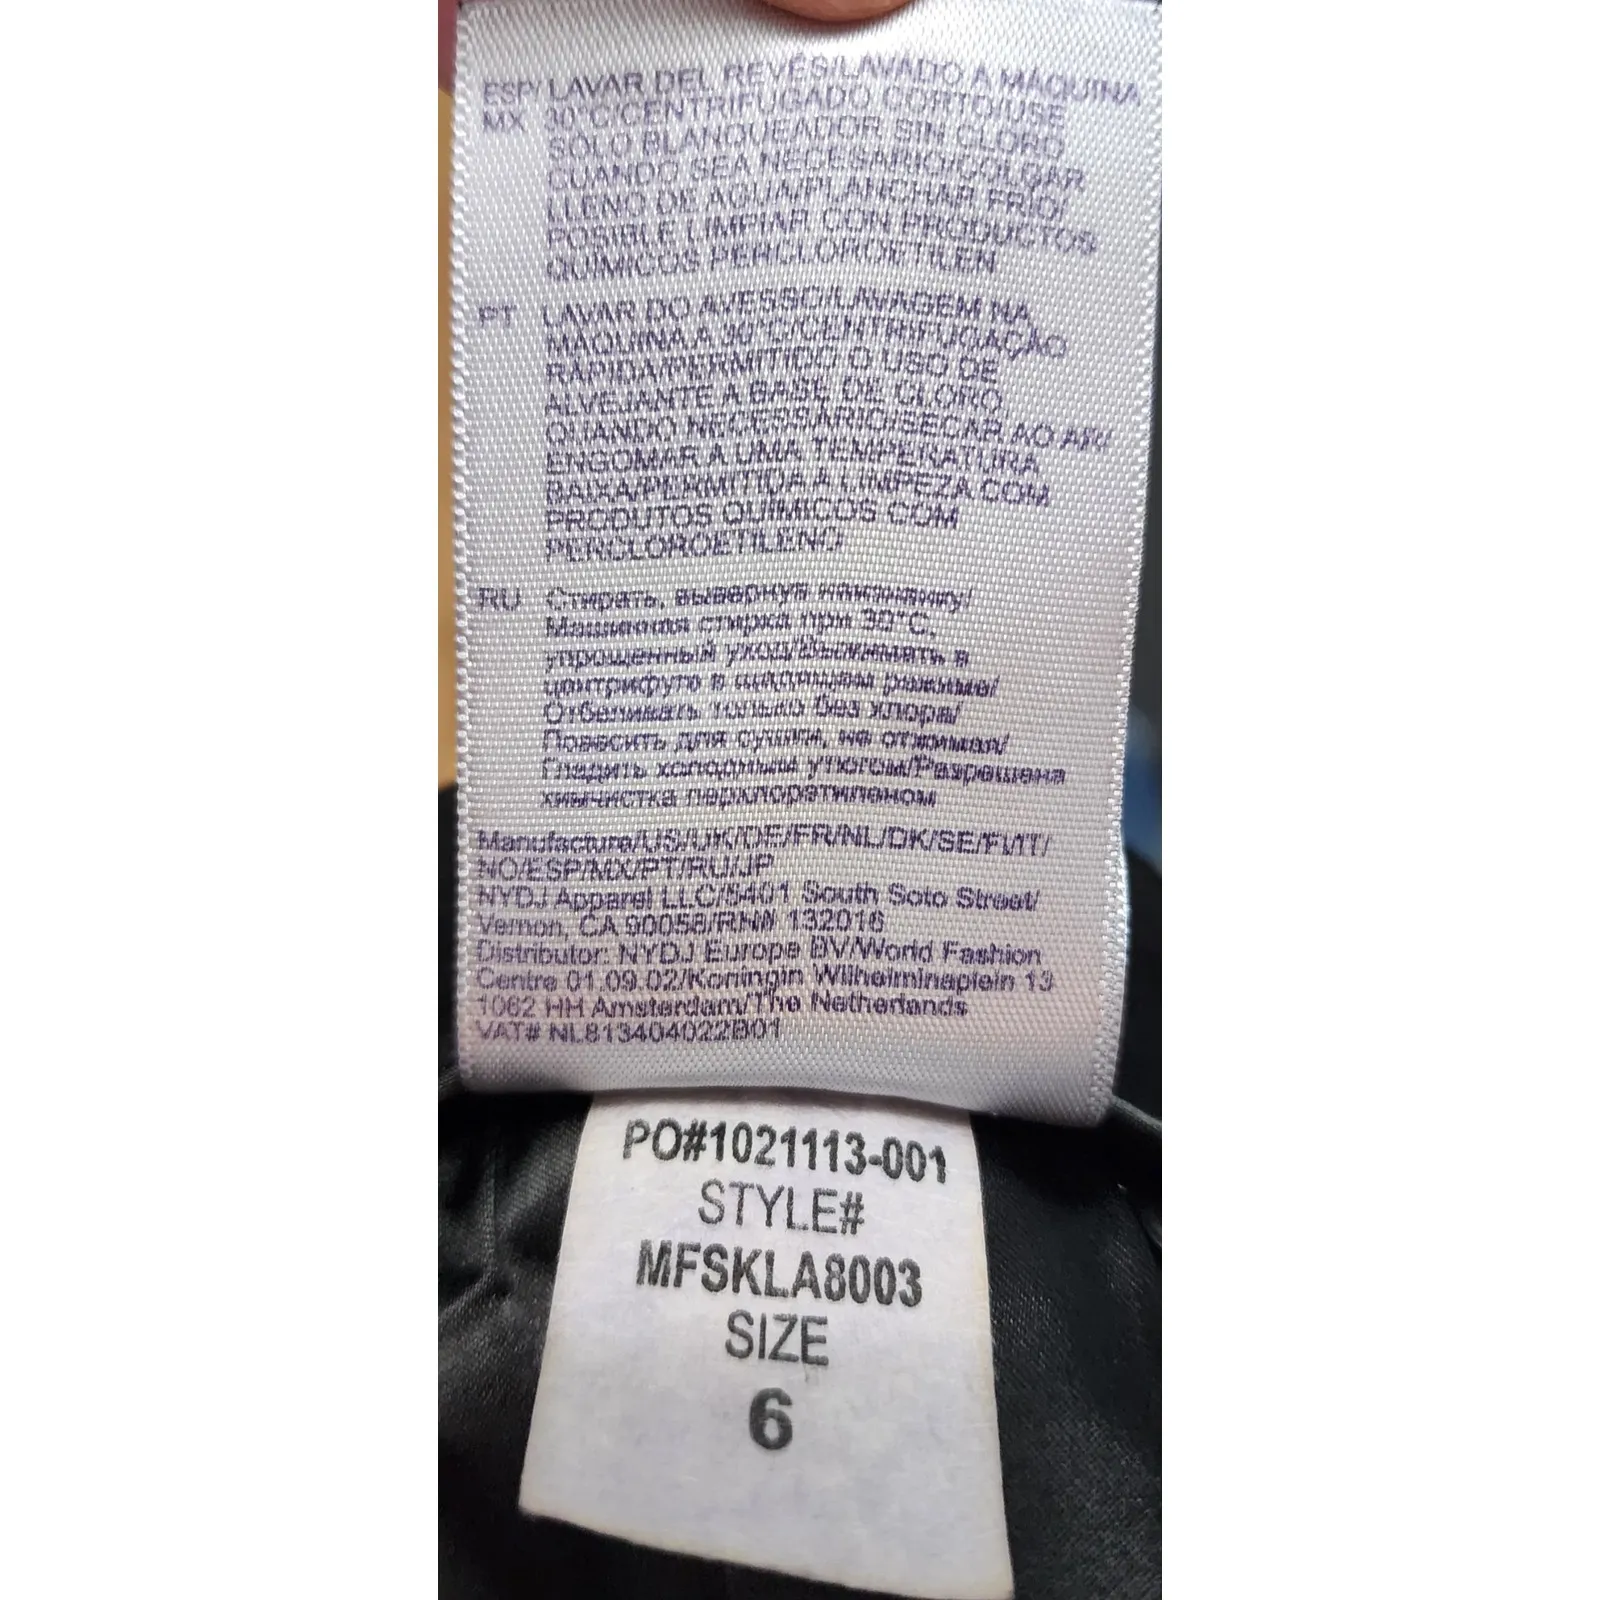 ESP/ LAVAR DEL REVÉS/LAVADO A MÁQUINA
MX 30°C/CENTRIFUGADO CORTO/USE
SÓLO BLANQUEADOR SIN CLORO
CUANDO SEA NECESARIO/COLGAR
LLENO DE AGUA/PLANCHAR FRIO/
POSIBLE LIMPIAR CON PRODUCTOS
QUÍMICOS PERCLOROETILEN
PT LAVAR DO AVESSO/LAVAGEM NA
MÁQUINA A 30°C/CENTRIFUGAÇÃO
RÁPIDA/PERMITIDO O USO DE
ALVEJANTE A BASE DE CLORO,
QUANDO NECESSÁRIO/SECAR AO AR/
ENGOMAR A UMA TEMPERATURA
BAIXA/PERMITIDA A LIMPEZA COM
PRODUTOS QUÍMICOS COM
PERCLOROETILENO
RU Стирать, вывернув наизнанку/
Машинная стирка при 30°C,
упрощенный уход/Выжимать в
центрифуге в щадящем режиме/
Отбеливать только без хлора/
Повесить для сушки, не отжимая/
Гладить холодным утюгом/Разрешена
химчистка перхлорэтиленом
Manufacture/US/UK/DE/FR/NL/DK/SE/FI/IT/
NO/ESP/MX/PT/RU/JP
NYDJ Apparel LLC/5401 South Soto Street/
Vernon, CA 90058/RN# 132016
Distributor: NYDJ Europe BV/World Fashion
Centre 01.09.02/Koningin Wilhelminaplein 13
1062 HH Amsterdam/The Netherlands
VAT# NL813404022B01
PO#1021113-001
STYLE#
MFSKLA8003
SIZE
6